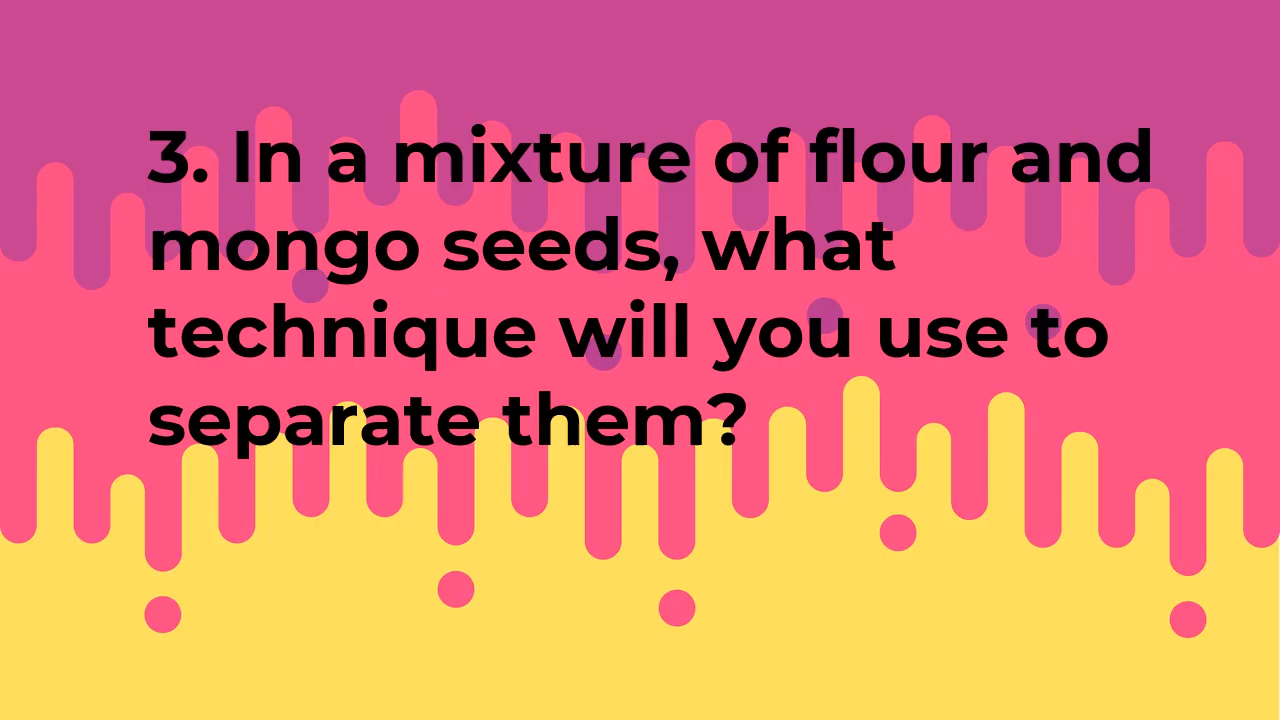 3. In a mixture of flour and
mongo seeds, what
technique will you use to
separate them?